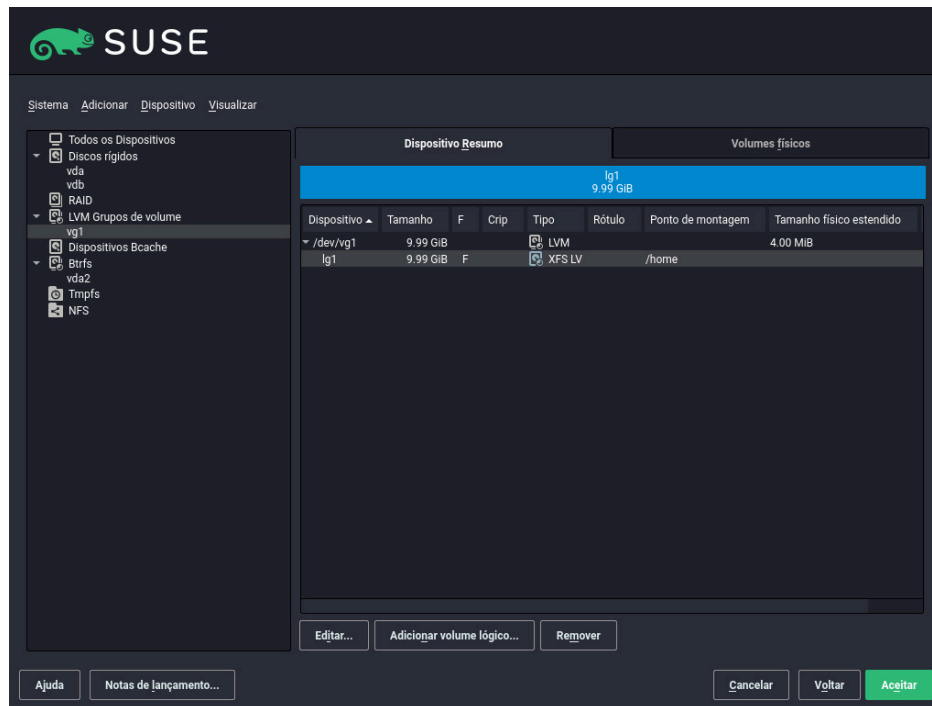 SUSE
Sistema Adicionar Dispositivo Visualizar
Todos os Dispositivos
Discos rígidos
vda
vdb
RAID
LVM Grupos de volume
vg1
Dispositivos Bcache
Btrfs
vda2
Tmpfs
NFS
Dispositivo Resumo Volumes físicos
lg1
9.99 GiB
Dispositivo Tamanho F Crip Tipo Rótulo Ponto de montagem Tamanho físico estendido
/dev/vg1 9.99 GiB LVM 4.00 MiB
lg1 9.99 GiB F XFS LV /home
Editar... Adicionar volume lógico... Remover
Ajuda Notas de lançamento... Cancelar Voltar Aceitar